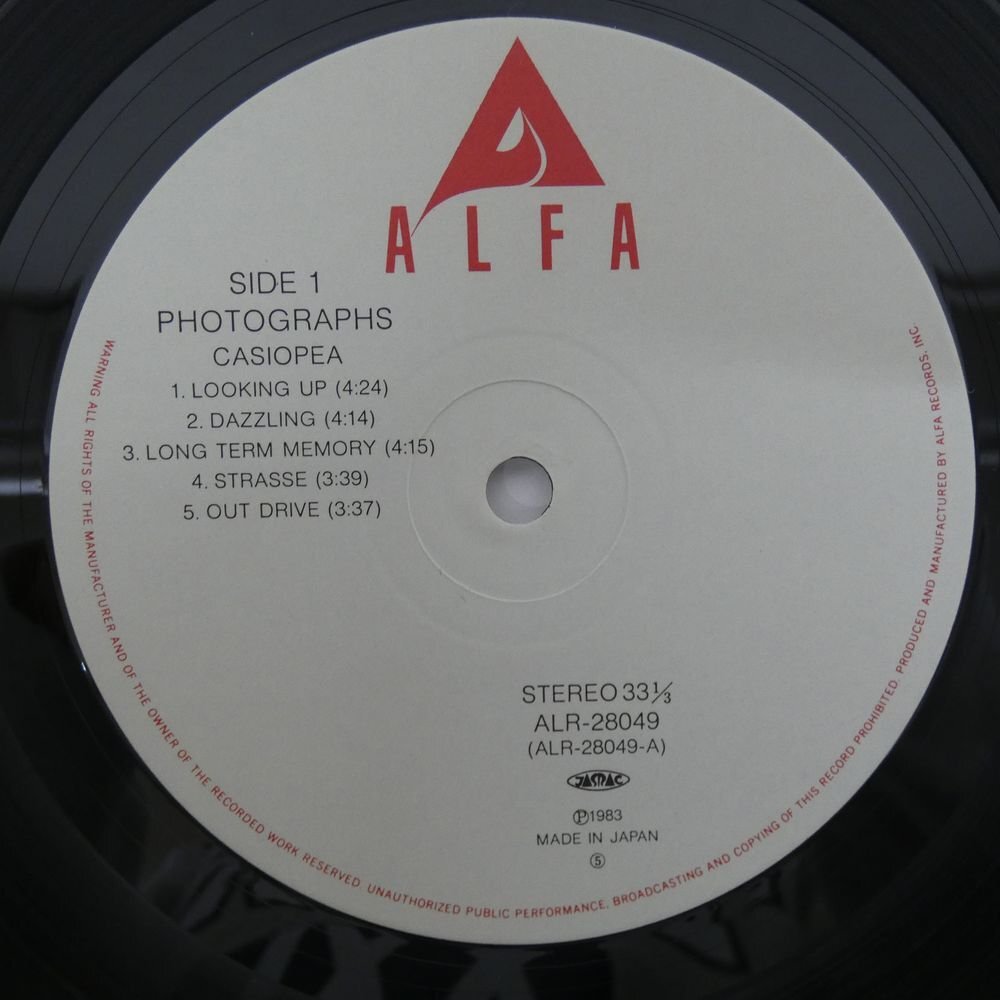 ALFA
SIDE 1
PHOTOGRAPHS
CASIOPEA
1. LOOKING UP (4:24)
2. DAZZLING (4:14)
3. LONG TERM MEMORY (4:15)
4. STRASSE (3:39)
5. OUT DRIVE (3:37)
STEREO 33⅓
ALR-28049
(ALR-28049-A)
JASRAC
Ⓟ1983
MADE IN JAPAN
⑤
WARNING ALL RIGHTS OF THE MANUFACTURER AND OF THE OWNER OF THE RECORDED WORK RESERVED. UNAUTHORIZED PUBLIC PERFORMANCE, BROADCASTING AND COPYING OF THIS RECORD PROHIBITED. PRODUCED AND MANUFACTURED BY ALFA RECORDS, INC.